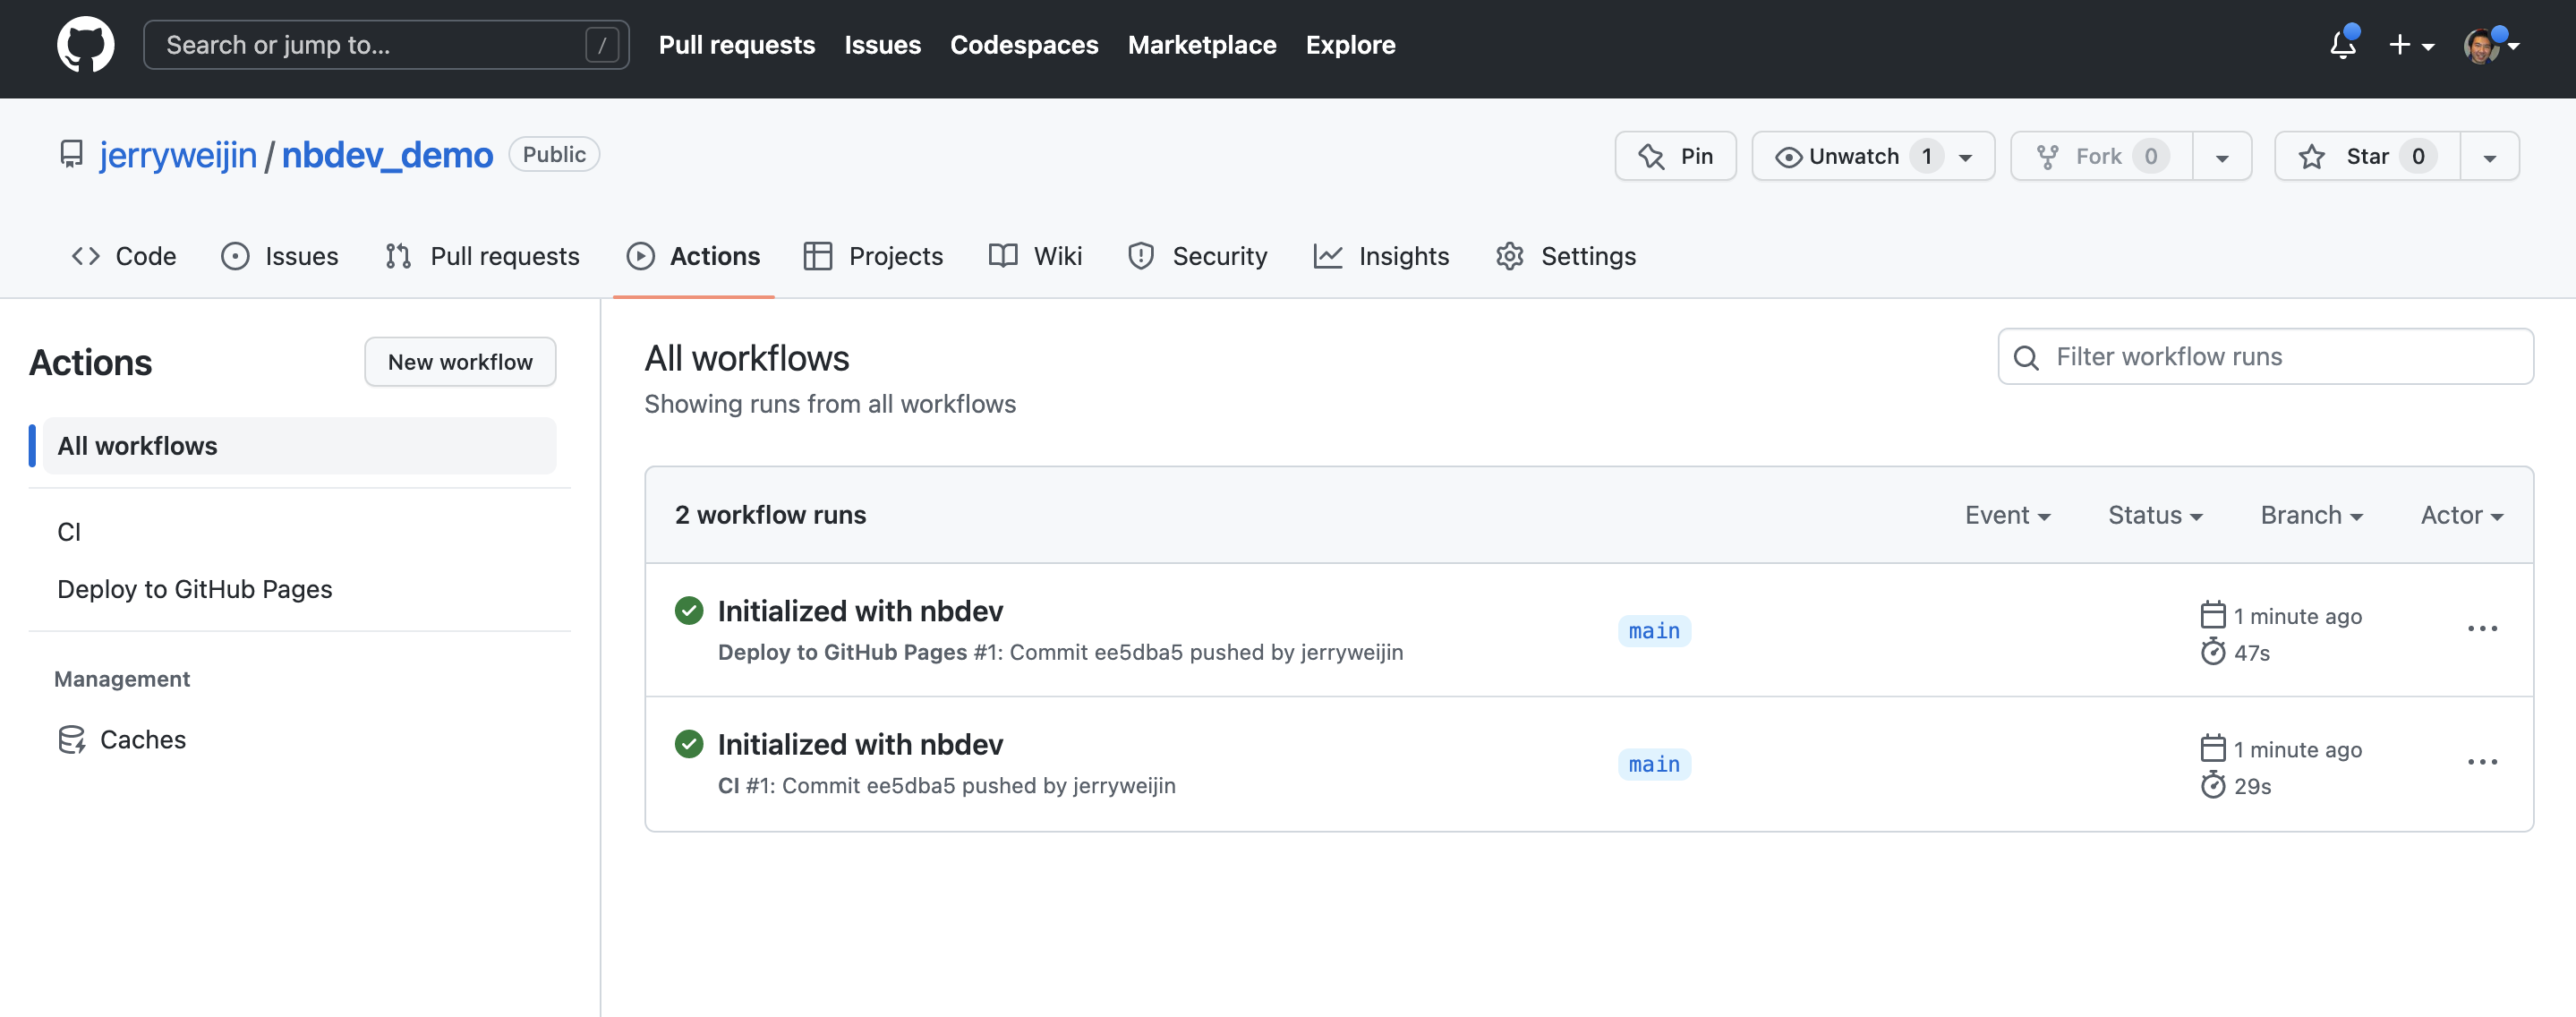 Search or jump to... / Pull requests Issues Codespaces Marketplace Explore
jerryweijin / nbdev_demo Public Pin Unwatch 1 Fork 0 Star 0
Code Issues Pull requests Actions Projects Wiki Security Insights Settings
Actions New workflow
All workflows
CI
Deploy to GitHub Pages
Management
Caches
All workflows
Showing runs from all workflows
Filter workflow runs
2 workflow runs Event Status Branch Actor
Initialized with nbdev
Deploy to GitHub Pages #1: Commit ee5dba5 pushed by jerryweijin
main
1 minute ago
47s
Initialized with nbdev
CI #1: Commit ee5dba5 pushed by jerryweijin
main
1 minute ago
29s